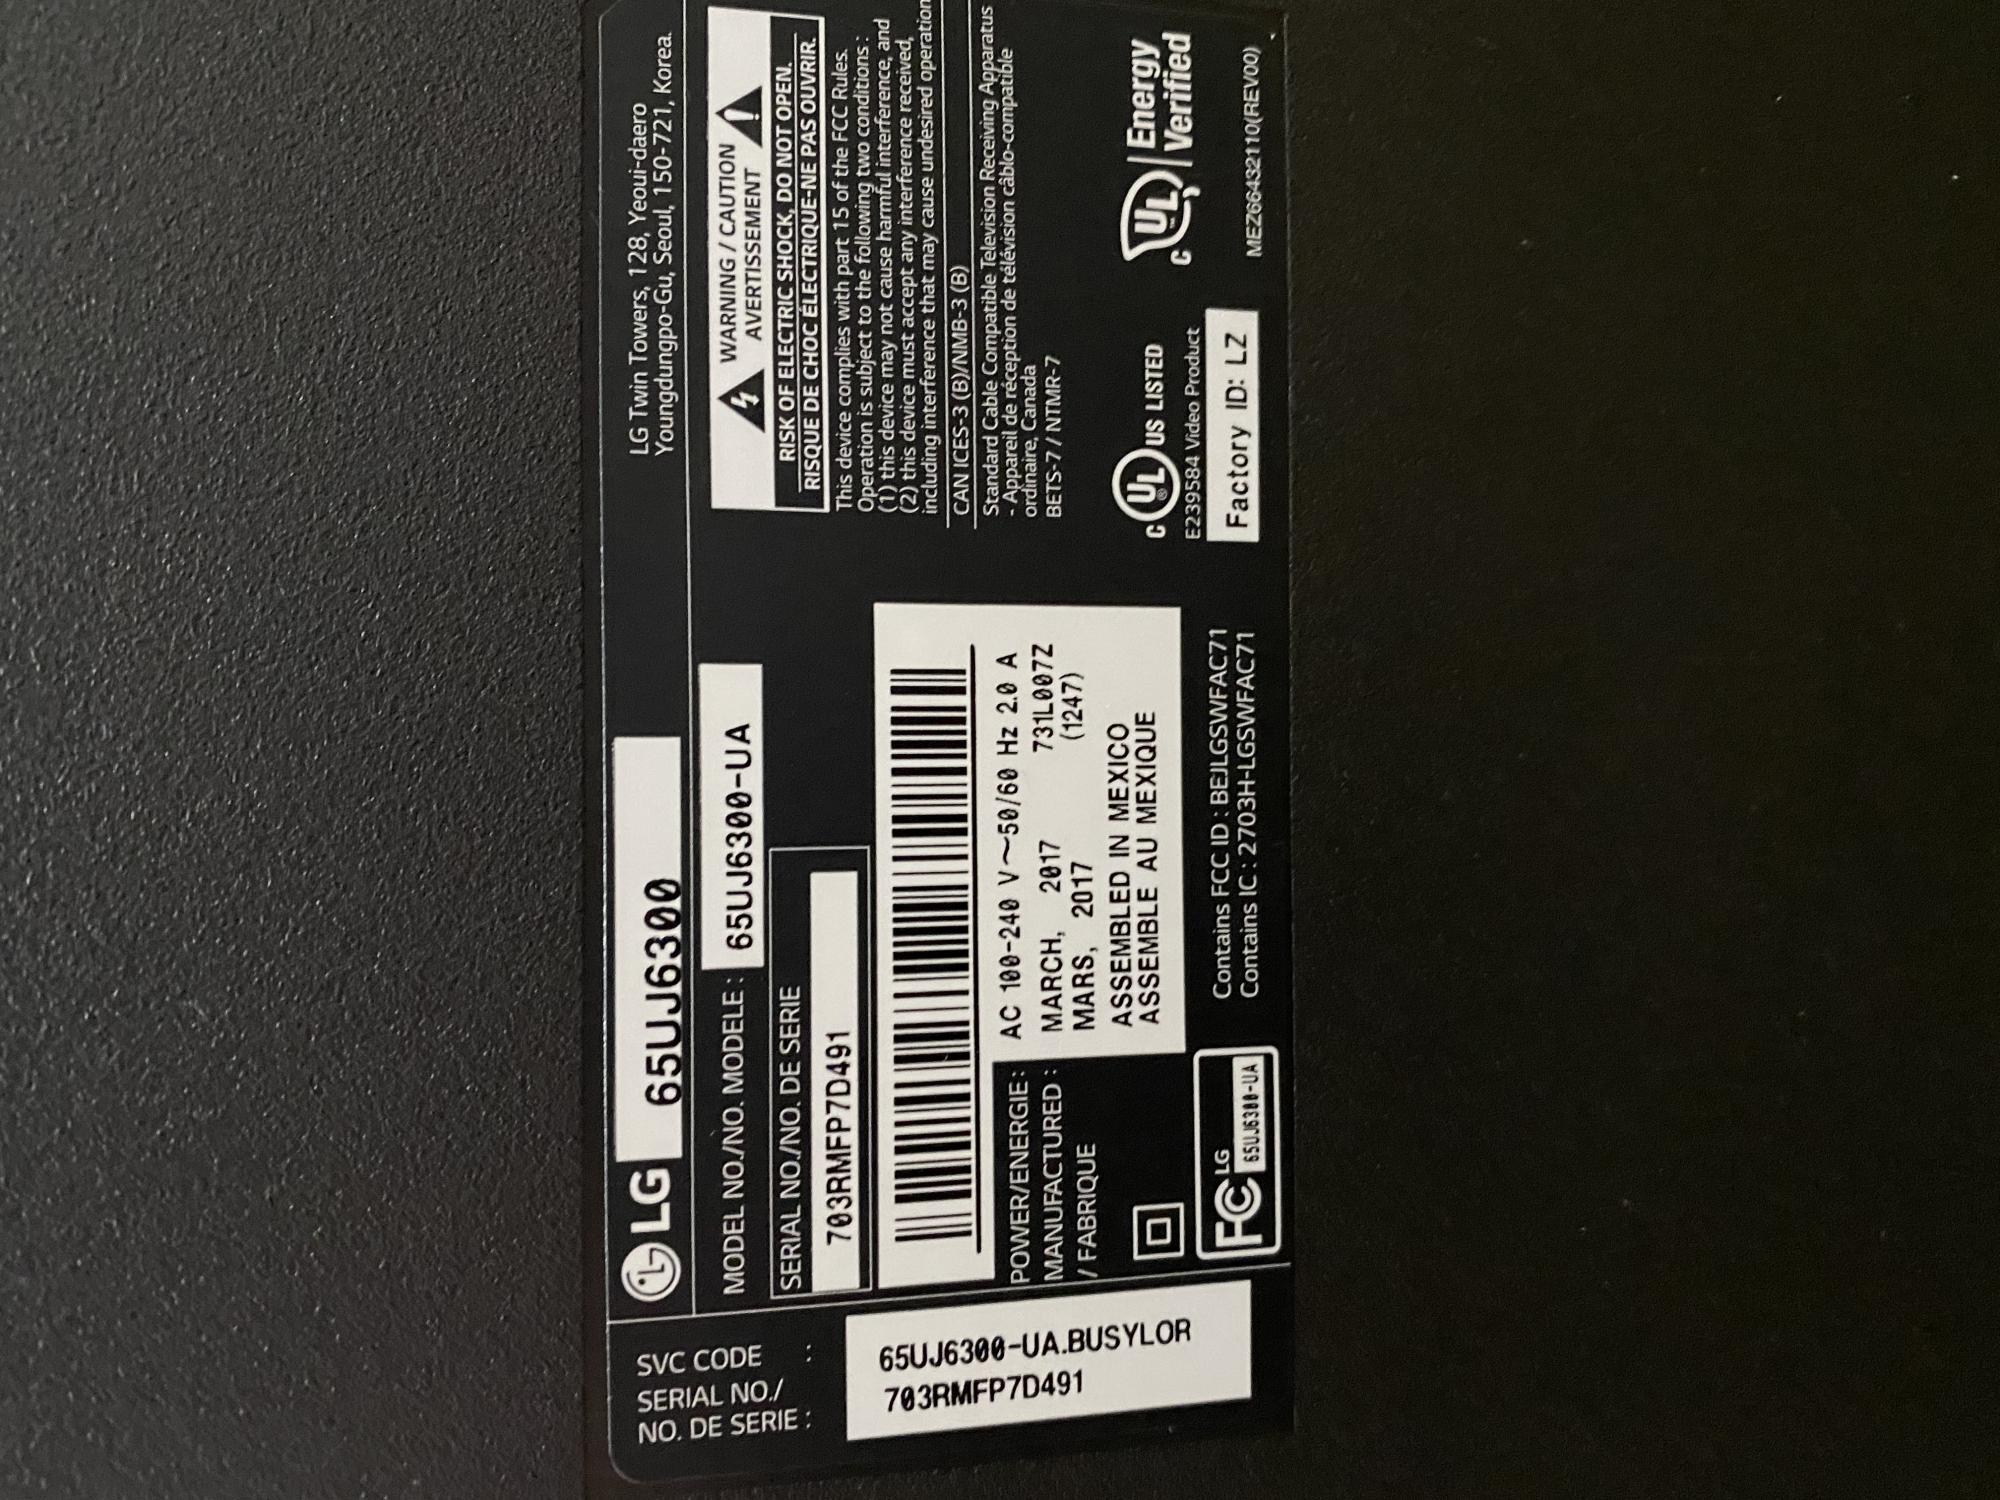 LG 65UJ6300
LG Twin Towers, 128, Yeoui-daero
Youngdungpo-Gu, Seoul, 150-721, Korea.
SVC CODE :
SERIAL NO./
NO. DE SERIE :
65UJ6300-UA.BUSYLOR
703RMFP7D491
MODEL NO./NO. MODELE : 65UJ6300-UA
SERIAL NO./NO. DE SERIE
703RMFP7D491
POWER/ENERGIE: AC 100-240 V~50/60 Hz 2.0 A
MANUFACTURED : MARCH, 2017 731L007Z
/ FABRIQUE MARS, 2017 (1247)
ASSEMBLED IN MEXICO
ASSEMBLE AU MEXIQUE
FC LG
65UJ6300-UA
Contains FCC ID : BEJLGSWFAC71
Contains IC : 2703H-LGSWFAC71
WARNING / CAUTION
AVERTISSEMENT
RISK OF ELECTRIC SHOCK, DO NOT OPEN.
RISQUE DE CHOC ÉLECTRIQUE-NE PAS OUVRIR.
This device complies with part 15 of the FCC Rules.
Operation is subject to the following two conditions :
(1) this device may not cause harmful interference, and
(2) this device must accept any interference received,
including interference that may cause undesired operation
CAN ICES-3 (B)/NMB-3 (B)
Standard Cable Compatible Television Receiving Apparatus
- Appareil de réception de télévision câblo-compatible
ordinaire, Canada
BETS-7 / NTMR-7
C UL ® US LISTED
E239584 Video Product
Factory ID: LZ
C UL Energy
Verified
MEZ66432110(REV00)